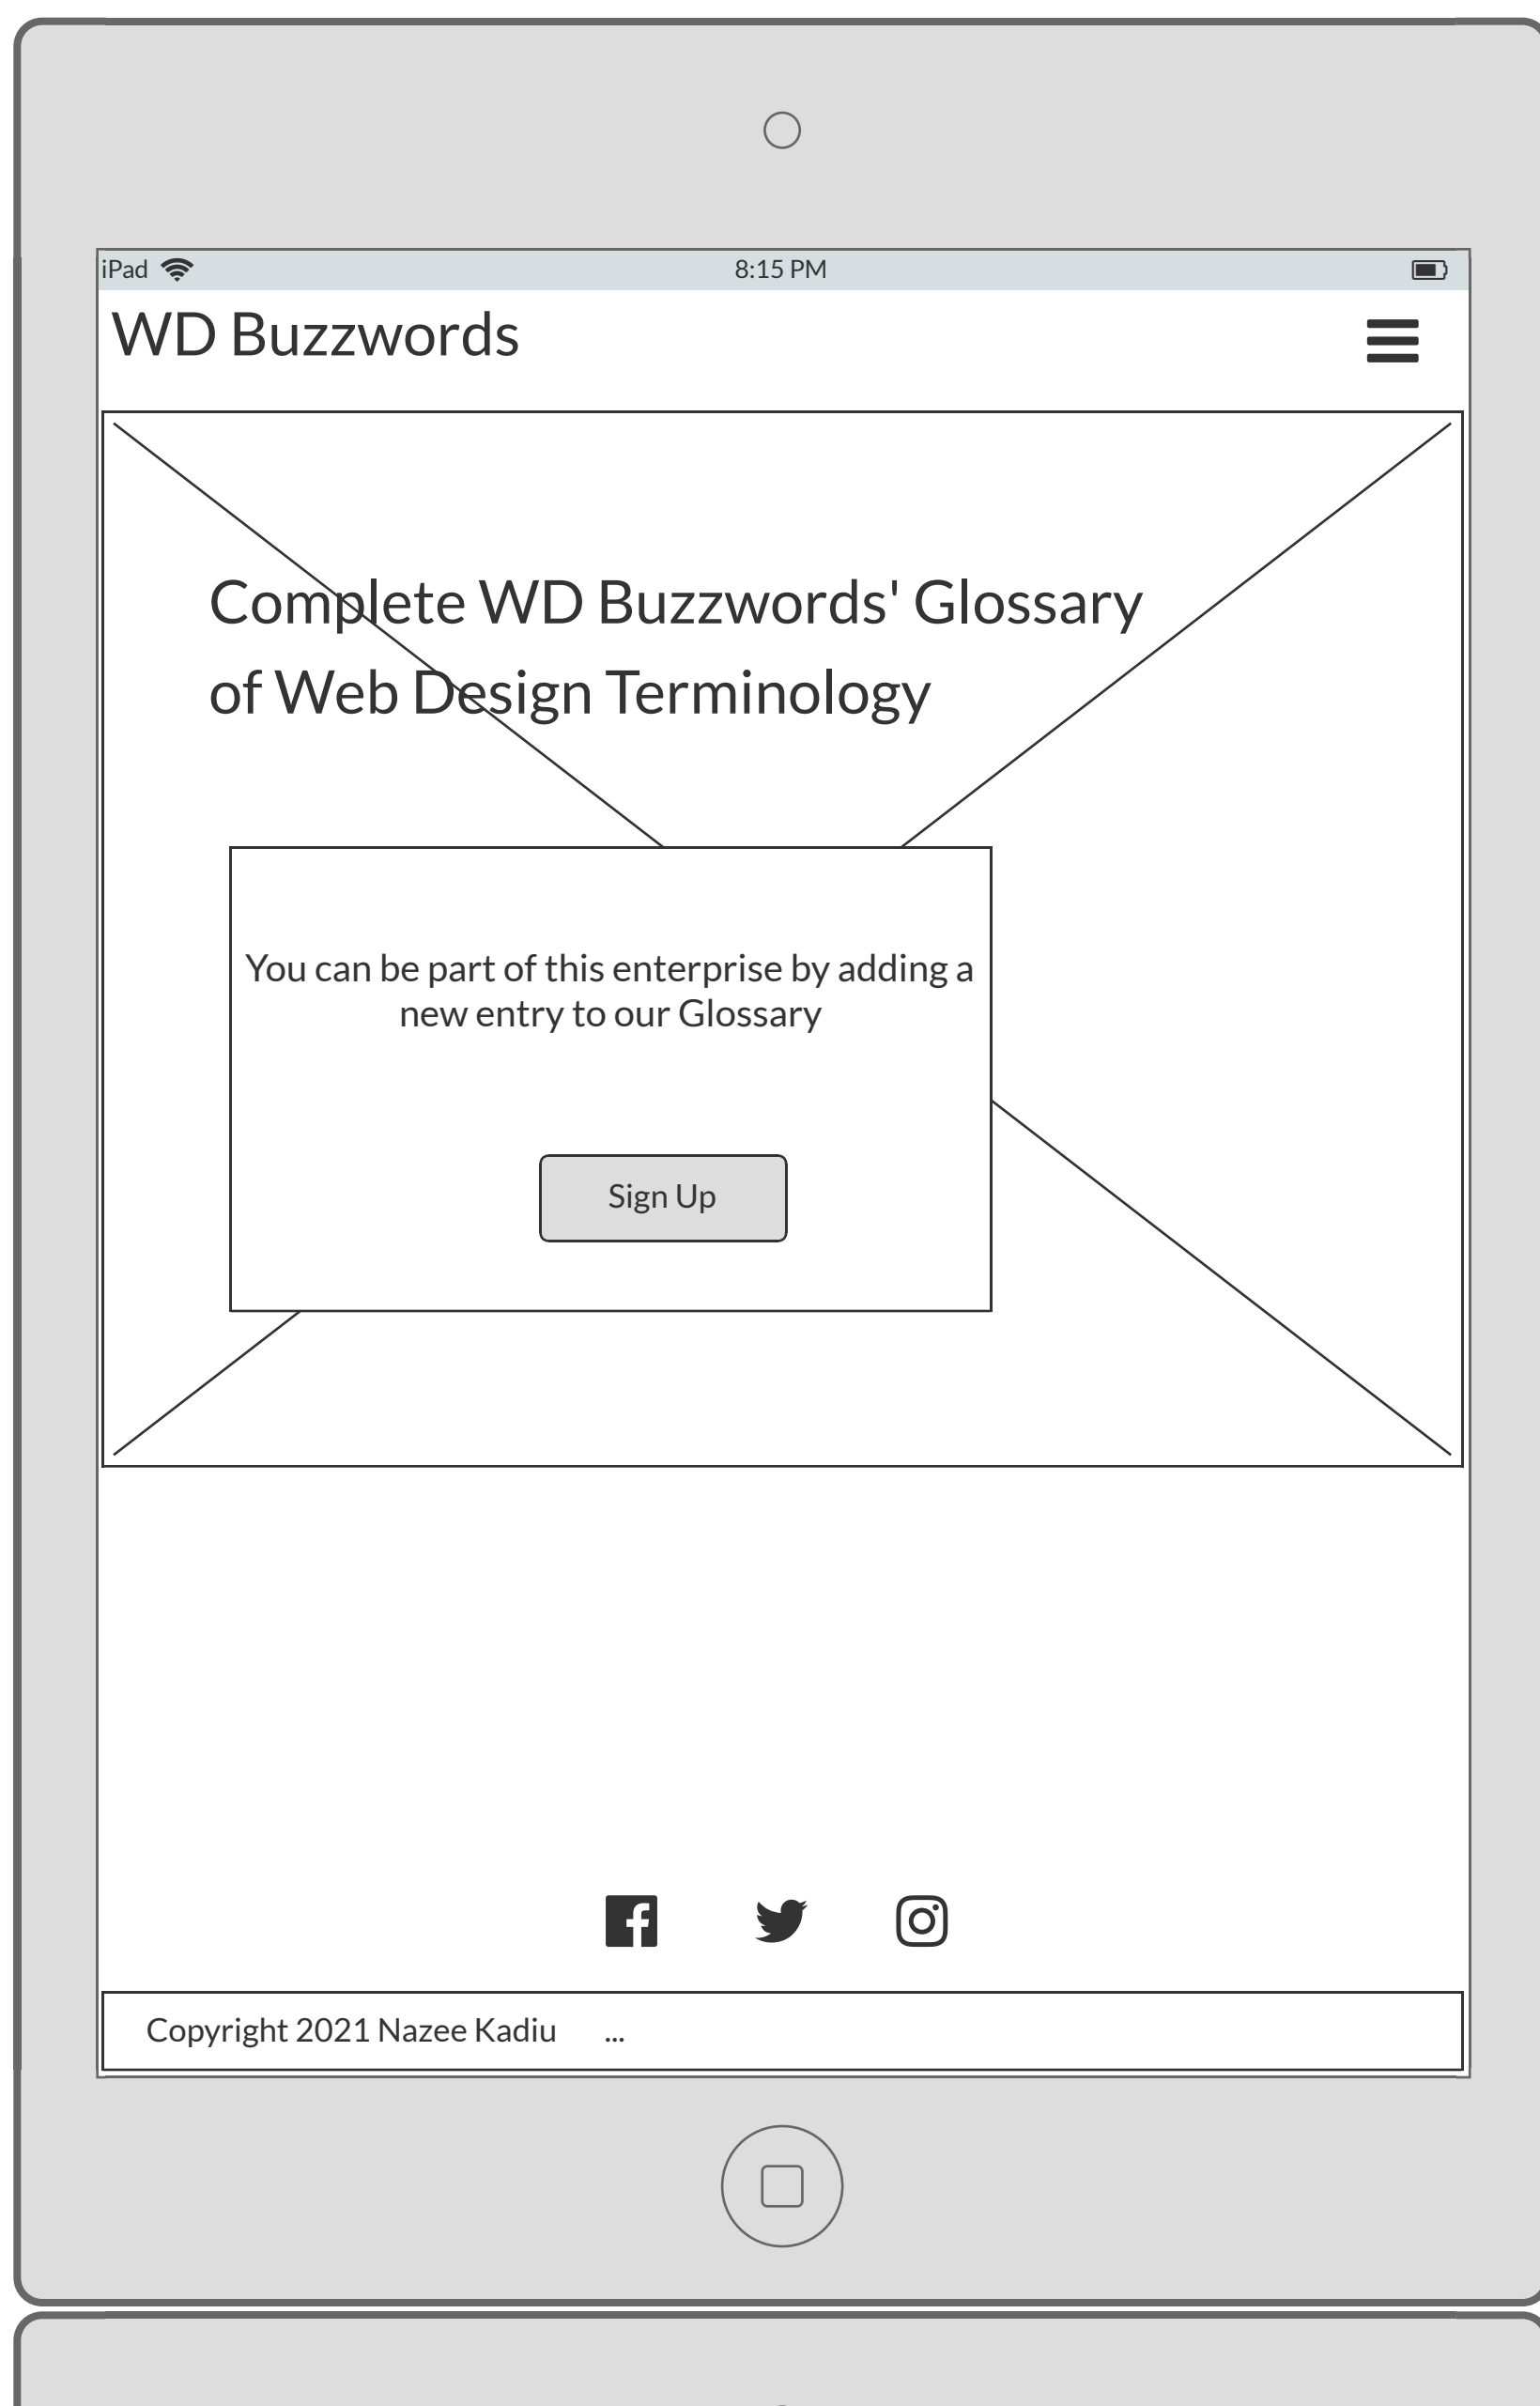 iPad 8:15 PM
WD Buzzwords
Complete WD Buzzwords' Glossary
of Web Design Terminology
You can be part of this enterprise by adding a
new entry to our Glossary
Sign Up
Copyright 2021 Nazee Kadiu ...